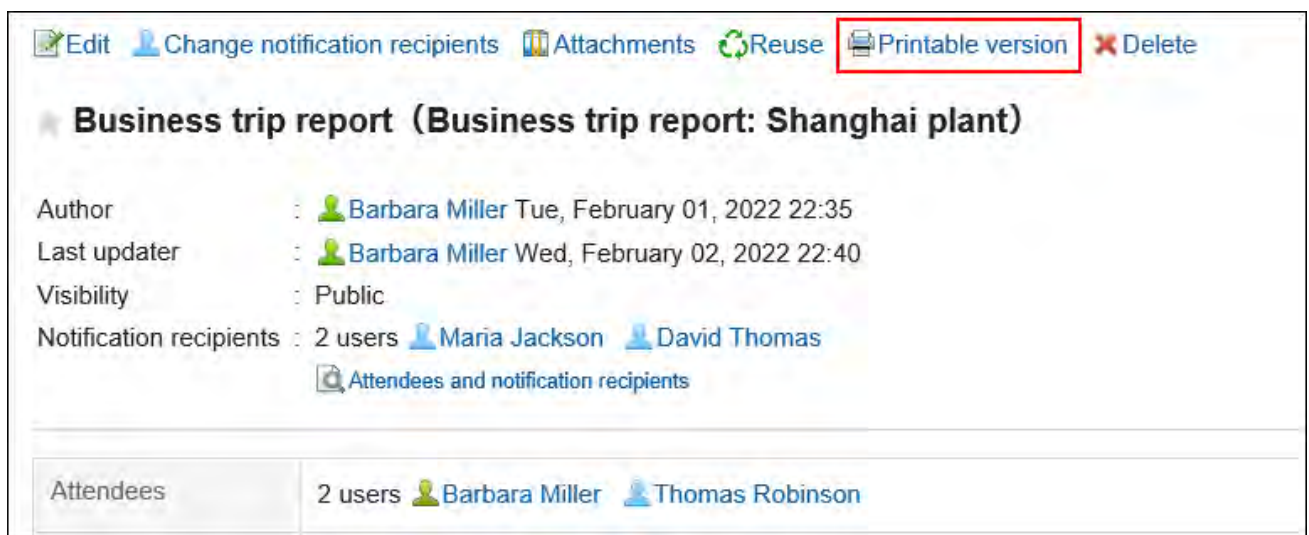 Edit Change notification recipients Attachments Reuse Printable version Delete
Business trip report（Business trip report: Shanghai plant）
Author : Barbara Miller Tue, February 01, 2022 22:35
Last updater : Barbara Miller Wed, February 02, 2022 22:40
Visibility : Public
Notification recipients : 2 users Maria Jackson David Thomas
Attendees and notification recipients
Attendees 2 users Barbara Miller Thomas Robinson